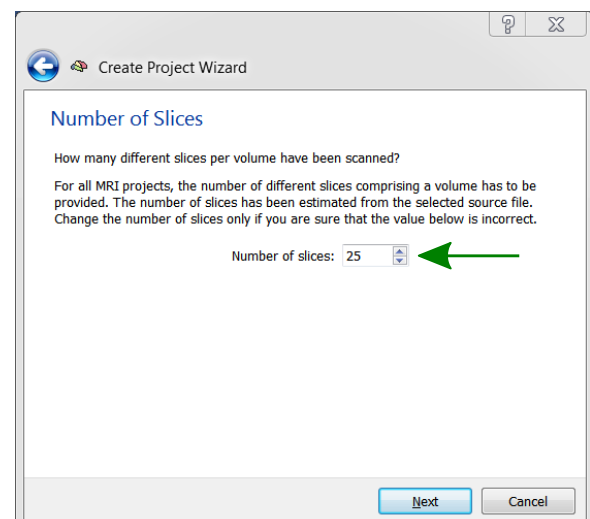 Create Project Wizard
Number of Slices
How many different slices per volume have been scanned?
For all MRI projects, the number of different slices comprising a volume has to be
provided. The number of slices has been estimated from the selected source file.
Change the number of slices only if you are sure that the value below is incorrect.
Number of slices: 25
Next Cancel